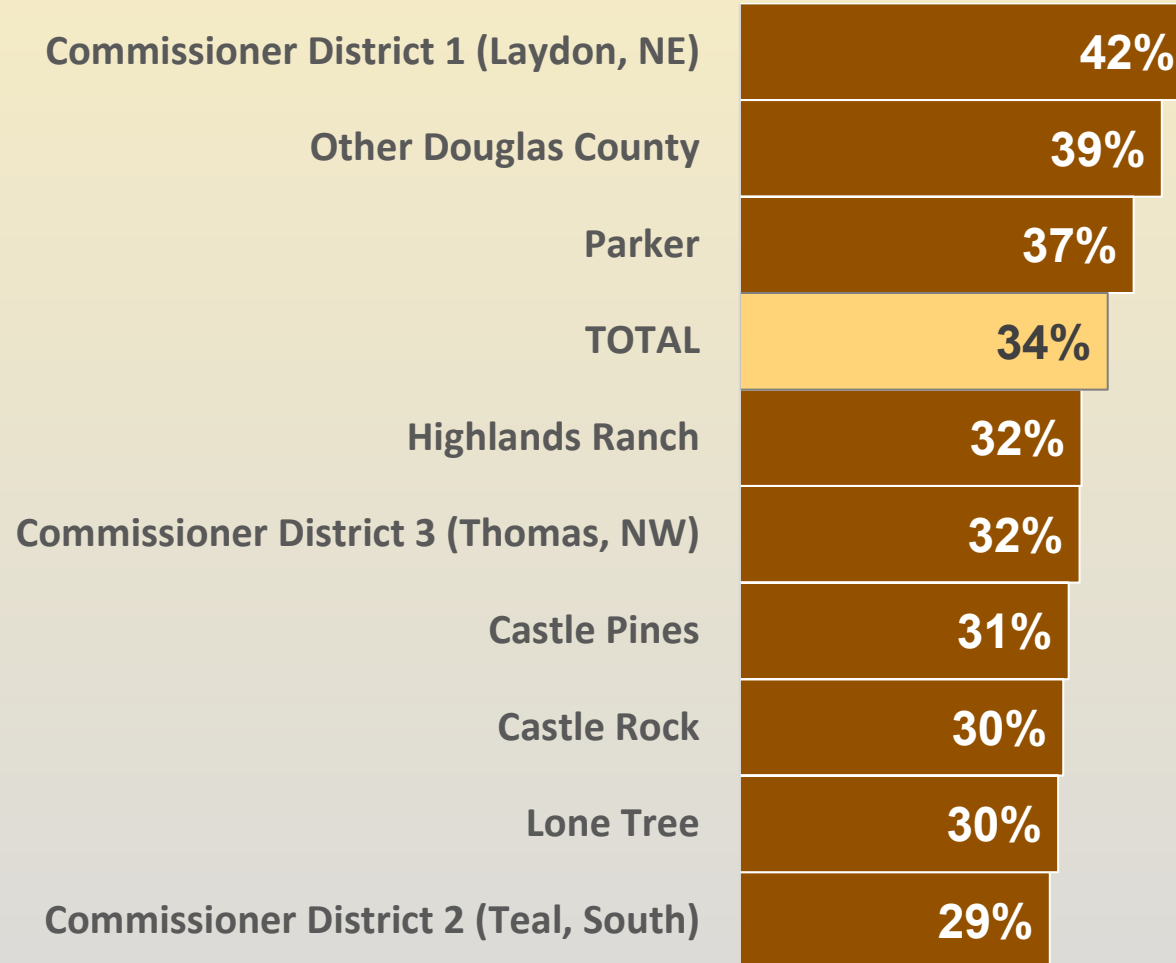 Commissioner District 1 (Laydon, NE) 42%
Other Douglas County 39%
Parker 37%
TOTAL 34%
Highlands Ranch 32%
Commissioner District 3 (Thomas, NW) 32%
Castle Pines 31%
Castle Rock 30%
Lone Tree 30%
Commissioner District 2 (Teal, South) 29%